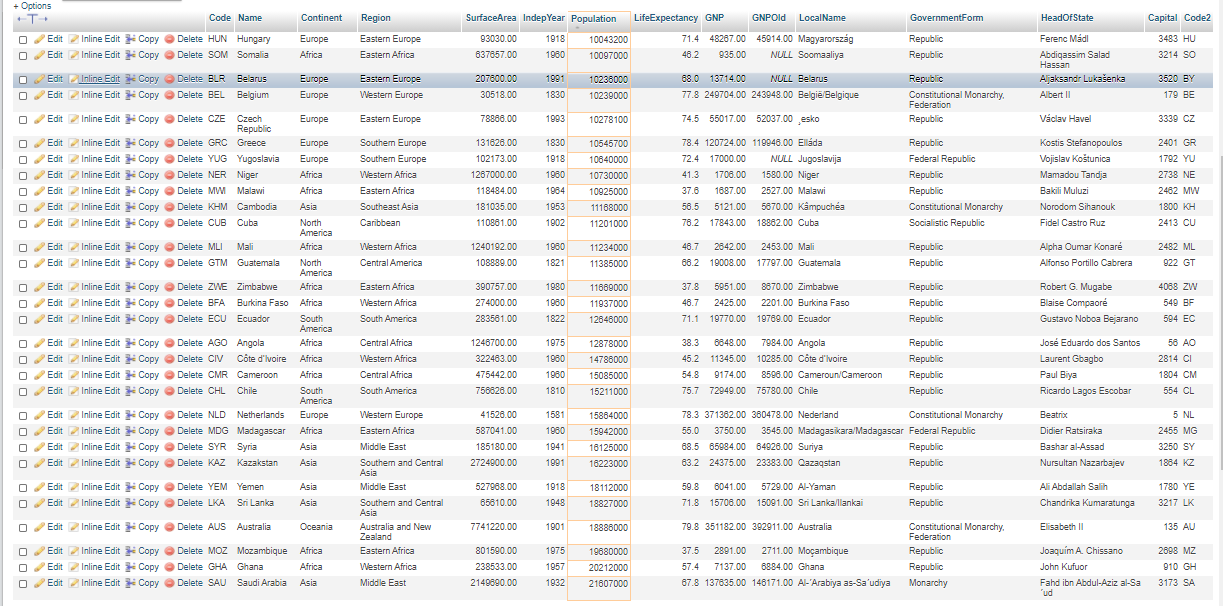 + Options
←T→ Code Name Continent Region SurfaceArea IndepYear Population LifeExpectancy GNP GNPOld LocalName GovernmentForm HeadOfState Capital Code2
Edit Inline Edit Copy Delete HUN Hungary Europe Eastern Europe 93030.00 1918 10043200 71.4 48267.00 45914.00 Magyarország Republic Ferenc Mádl 3483 HU
Edit Inline Edit Copy Delete SOM Somalia Africa Eastern Africa 637657.00 1960 10097000 46.2 935.00 NULL Soomaaliya Republic Abdiqassim Salad 3214 SO
Hassan
Edit Inline Edit Copy Delete BLR Belarus Europe Eastern Europe 207600.00 1991 10236000 68.0 13714.00 NULL Belarus Republic Aljaksandr Lukašenka 3520 BY
Edit Inline Edit Copy Delete BEL Belgium Europe Western Europe 30518.00 1830 10239000 77.8 249704.00 243948.00 België/Belgique Constitutional Monarchy, Albert II 179 BE
Federation
Edit Inline Edit Copy Delete CZE Czech Europe Eastern Europe 78866.00 1993 10278100 74.5 55017.00 52037.00 ¸esko Republic Václav Havel 3339 CZ
Republic
Edit Inline Edit Copy Delete GRC Greece Europe Southern Europe 131626.00 1830 10545700 78.4 120724.00 119946.00 Elláda Republic Kostis Stefanopoulos 2401 GR
Edit Inline Edit Copy Delete YUG Yugoslavia Europe Southern Europe 102173.00 1918 10640000 72.4 17000.00 NULL Jugoslavija Federal Republic Vojislav Koštunica 1792 YU
Edit Inline Edit Copy Delete NER Niger Africa Western Africa 1267000.00 1960 10730000 41.3 1706.00 1580.00 Niger Republic Mamadou Tandja 2738 NE
Edit Inline Edit Copy Delete MWI Malawi Africa Eastern Africa 118484.00 1964 10925000 37.6 1687.00 2527.00 Malawi Republic Bakili Muluzi 2462 MW
Edit Inline Edit Copy Delete KHM Cambodia Asia Southeast Asia 181035.00 1953 11168000 56.5 5121.00 5670.00 Kâmpuchéa Constitutional Monarchy Norodom Sihanouk 1800 KH
Edit Inline Edit Copy Delete CUB Cuba North Caribbean 110861.00 1902 11201000 76.2 17843.00 18862.00 Cuba Socialistic Republic Fidel Castro Ruz 2413 CU
America
Edit Inline Edit Copy Delete MLI Mali Africa Western Africa 1240192.00 1960 11234000 46.7 2642.00 2453.00 Mali Republic Alpha Oumar Konaré 2482 ML
Edit Inline Edit Copy Delete GTM Guatemala North Central America 108889.00 1821 11385000 66.2 19008.00 17797.00 Guatemala Republic Alfonso Portillo Cabrera 922 GT
America
Edit Inline Edit Copy Delete ZWE Zimbabwe Africa Eastern Africa 390757.00 1980 11669000 37.8 5951.00 8670.00 Zimbabwe Republic Robert G. Mugabe 4068 ZW
Edit Inline Edit Copy Delete BFA Burkina Faso Africa Western Africa 274000.00 1960 11937000 46.7 2425.00 2201.00 Burkina Faso Republic Blaise Compaoré 549 BF
Edit Inline Edit Copy Delete ECU Ecuador South South America 283561.00 1822 12646000 71.1 19770.00 19769.00 Ecuador Republic Gustavo Noboa Bejarano 594 EC
America
Edit Inline Edit Copy Delete AGO Angola Africa Central Africa 1246700.00 1975 12878000 38.3 6648.00 7984.00 Angola Republic José Eduardo dos Santos 56 AO
Edit Inline Edit Copy Delete CIV Côte d'Ivoire Africa Western Africa 322463.00 1960 14786000 45.2 11345.00 10285.00 Côte d'Ivoire Republic Laurent Gbagbo 2814 CI
Edit Inline Edit Copy Delete CMR Cameroon Africa Central Africa 475442.00 1960 15085000 54.8 9174.00 8596.00 Cameroun/Cameroon Republic Paul Biya 1804 CM
Edit Inline Edit Copy Delete CHL Chile South South America 756626.00 1810 15211000 75.7 72949.00 75780.00 Chile Republic Ricardo Lagos Escobar 554 CL
America
Edit Inline Edit Copy Delete NLD Netherlands Europe Western Europe 41526.00 1581 15864000 78.3 371362.00 360478.00 Nederland Constitutional Monarchy Beatrix 5 NL
Edit Inline Edit Copy Delete MDG Madagascar Africa Eastern Africa 587041.00 1960 15942000 55.0 3750.00 3545.00 Madagasikara/Madagascar Federal Republic Didier Ratsiraka 2455 MG
Edit Inline Edit Copy Delete SYR Syria Asia Middle East 185180.00 1941 16125000 68.5 65984.00 64926.00 Suriya Republic Bashar al-Assad 3250 SY
Edit Inline Edit Copy Delete KAZ Kazakstan Asia Southern and Central 2724900.00 1991 16223000 63.2 24375.00 23383.00 Qazaqstan Republic Nursultan Nazarbajev 1864 KZ
Asia
Edit Inline Edit Copy Delete YEM Yemen Asia Middle East 527968.00 1918 18112000 59.8 6041.00 5729.00 Al-Yaman Republic Ali Abdallah Salih 1780 YE
Edit Inline Edit Copy Delete LKA Sri Lanka Asia Southern and Central 65610.00 1948 18827000 71.8 15706.00 15091.00 Sri Lanka/Ilankai Republic Chandrika Kumaratunga 3217 LK
Asia
Edit Inline Edit Copy Delete AUS Australia Oceania Australia and New 7741220.00 1901 18886000 79.8 351182.00 392911.00 Australia Constitutional Monarchy, Elisabeth II 135 AU
Zealand Federation
Edit Inline Edit Copy Delete MOZ Mozambique Africa Eastern Africa 801590.00 1975 19680000 37.5 2891.00 2711.00 Moçambique Republic Joaquím A. Chissano 2698 MZ
Edit Inline Edit Copy Delete GHA Ghana Africa Western Africa 238533.00 1957 20212000 57.4 7137.00 6884.00 Ghana Republic John Kufuor 910 GH
Edit Inline Edit Copy Delete SAU Saudi Arabia Asia Middle East 2149690.00 1932 21607000 67.8 137635.00 146171.00 Al-´Arabiya as-Sa´udiya Monarchy Fahd ibn Abdul-Aziz al-Sa 3173 SA
´ud